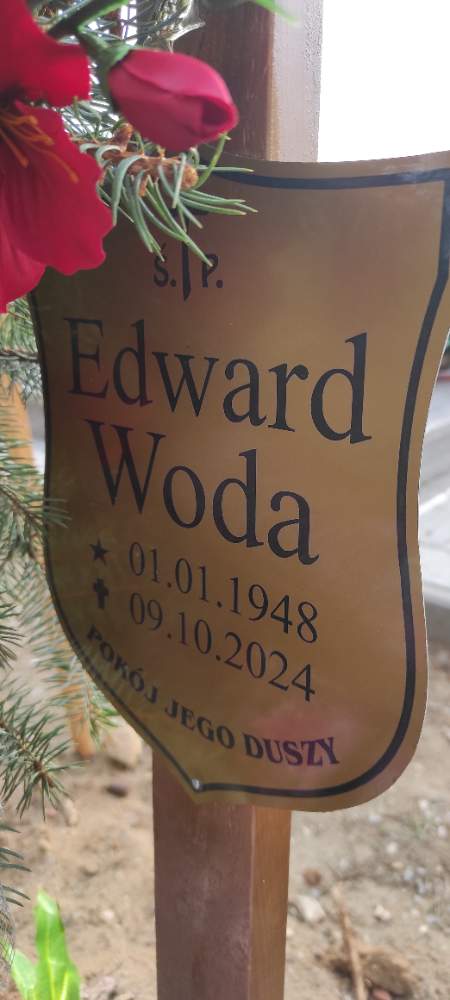 Ś. P.
Edward
Woda
★ 01.01.1948
✝ 09.10.2024
POKÓJ JEGO DUSZY